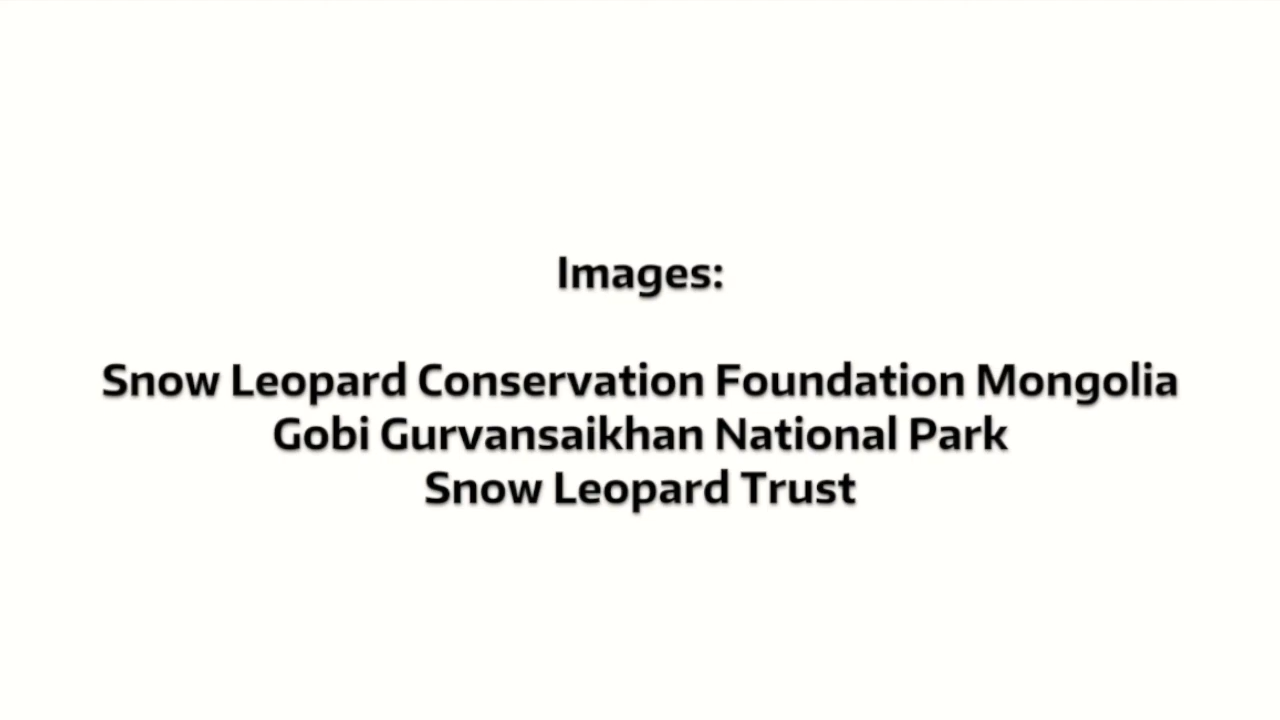 Images:
Snow Leopard Conservation Foundation Mongolia
Gobi Gurvansaikhan National Park
Snow Leopard Trust